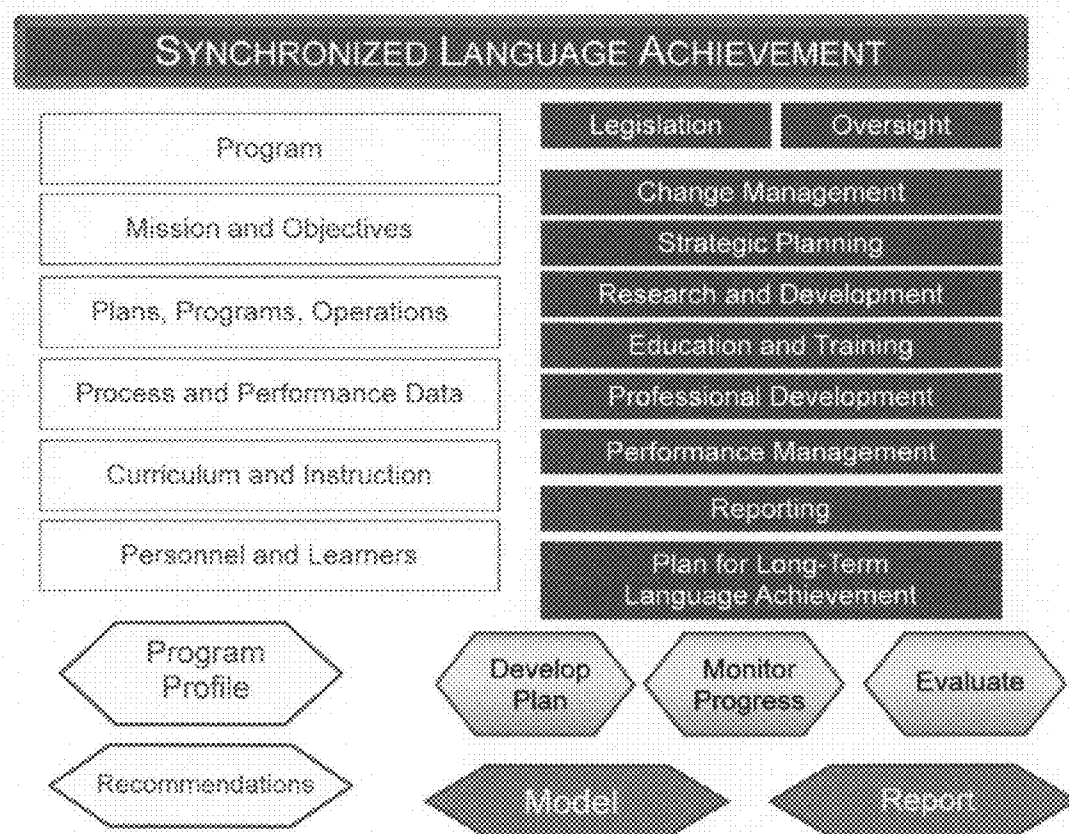 SYNCHRONIZED LANGUAGE ACHIEVEMENT
Program
Mission and Objectives
Plans, Programs, Operations
Process and Performance Data
Curriculum and Instruction
Personnel and Learners
Program
Profile
Recommendations
Legislation
Oversight
Change Management
Strategic Planning
Research and Development
Education and Training
Professional Development
Performance Management
Reporting
Plan for Long-Term
Language Achievement
Develop
Plan
Monitor
Progress
Evaluate
Model
Report